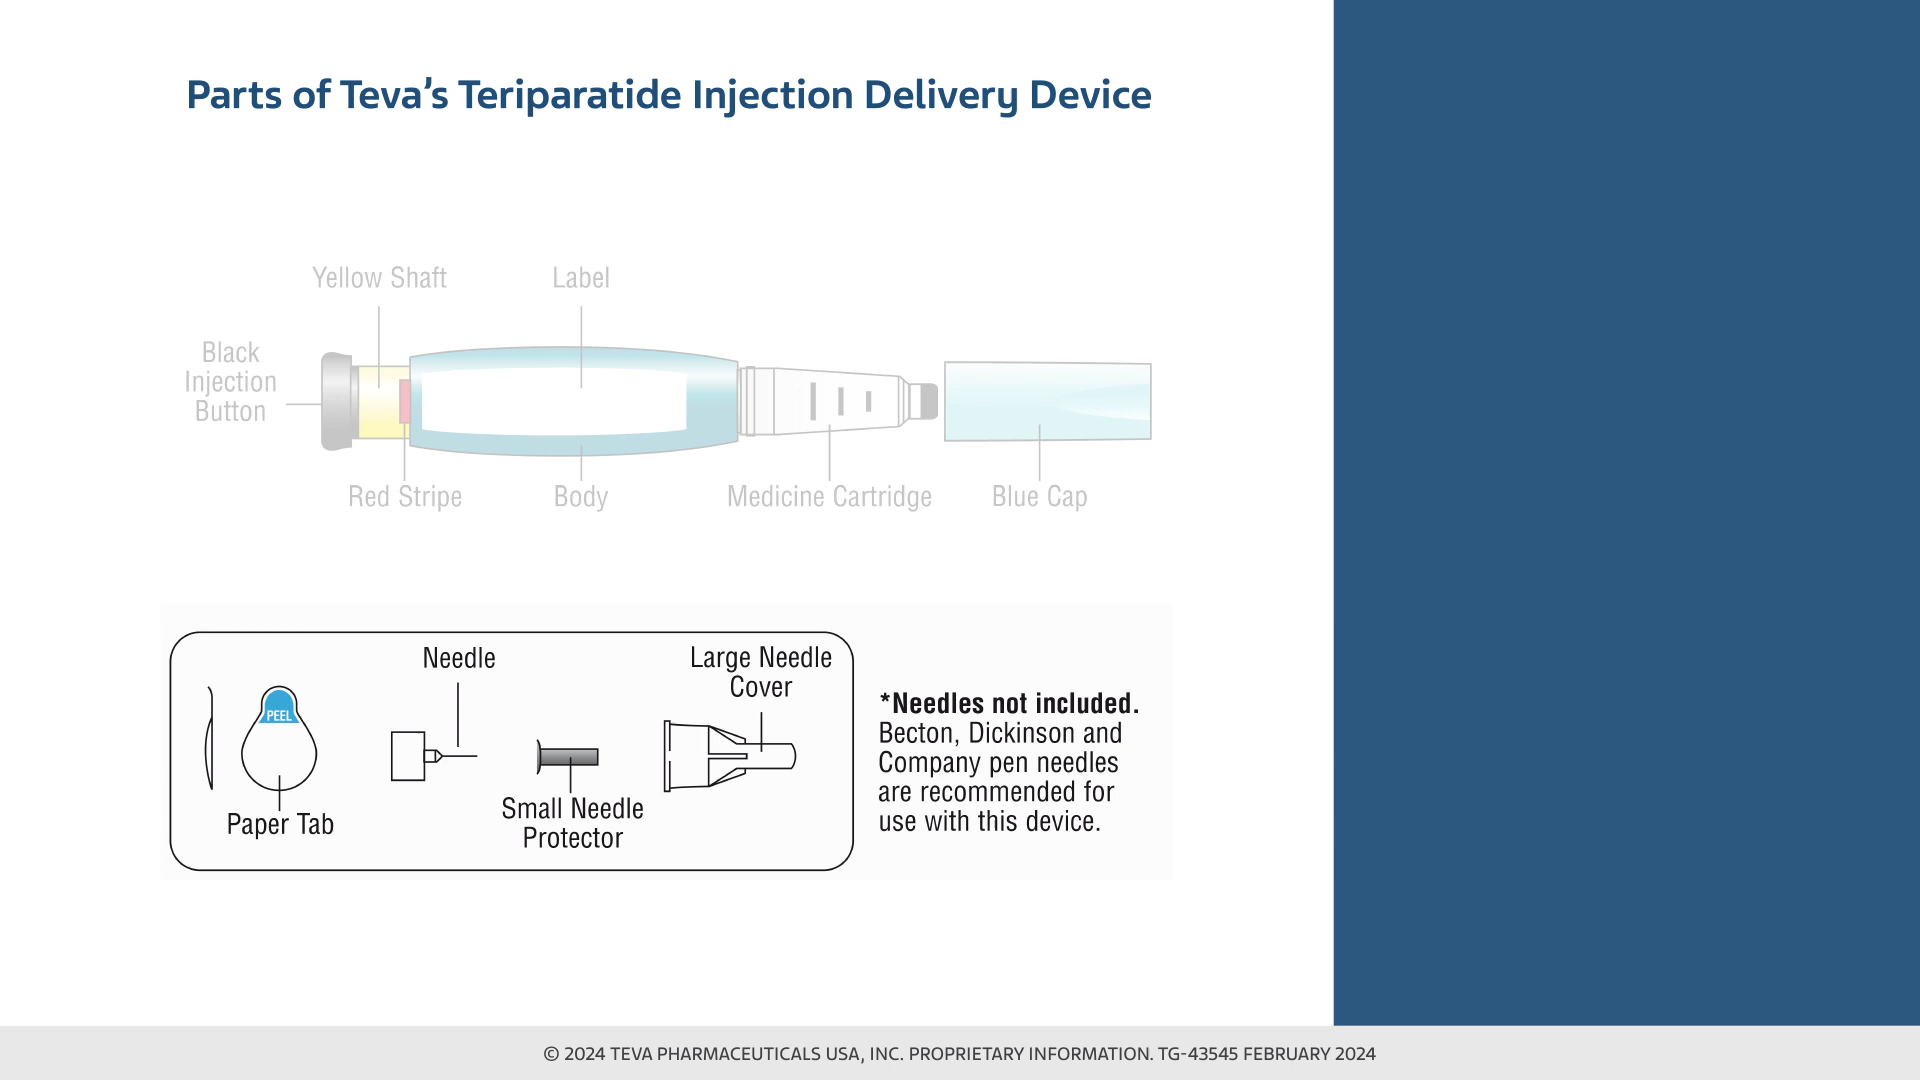 Parts of Teva’s Teriparatide Injection Delivery Device
Yellow Shaft
Label
Black
Injection
Button
Red Stripe
Body
Medicine Cartridge
Blue Cap
Needle
Large Needle
Cover
PEEL
Small Needle
Protector
Paper Tab
*Needles not included.
Becton, Dickinson and
Company pen needles
are recommended for
use with this device.
© 2024 TEVA PHARMACEUTICALS USA, INC. PROPRIETARY INFORMATION. TG-43545 FEBRUARY 2024